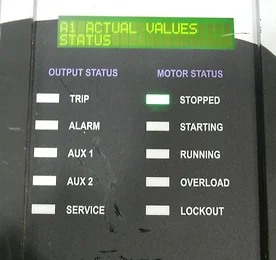 A1 ACTUAL VALUES
STATUS
OUTPUT STATUS
MOTOR STATUS
TRIP
STOPPED
ALARM
STARTING
AUX 1
RUNNING
AUX 2
OVERLOAD
SERVICE
LOCKOUT